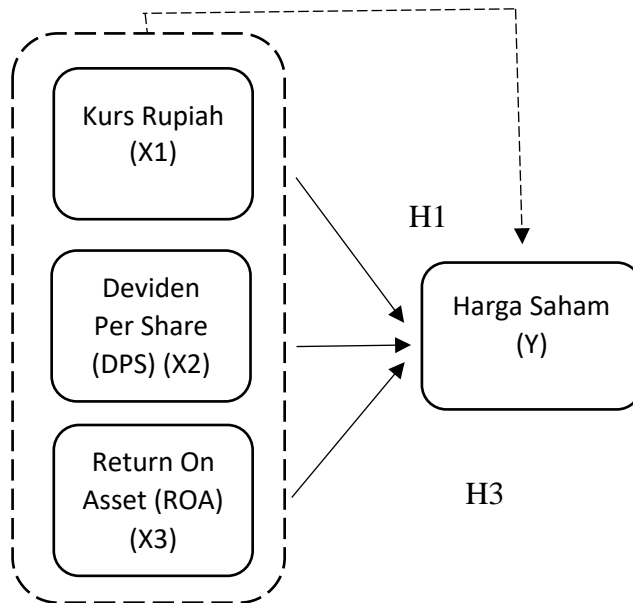 Kurs Rupiah
(X1)
H1
Deviden
Per Share
(DPS) (X2)
Harga Saham
(Y)
Return On
Asset (ROA)
(X3)
H3